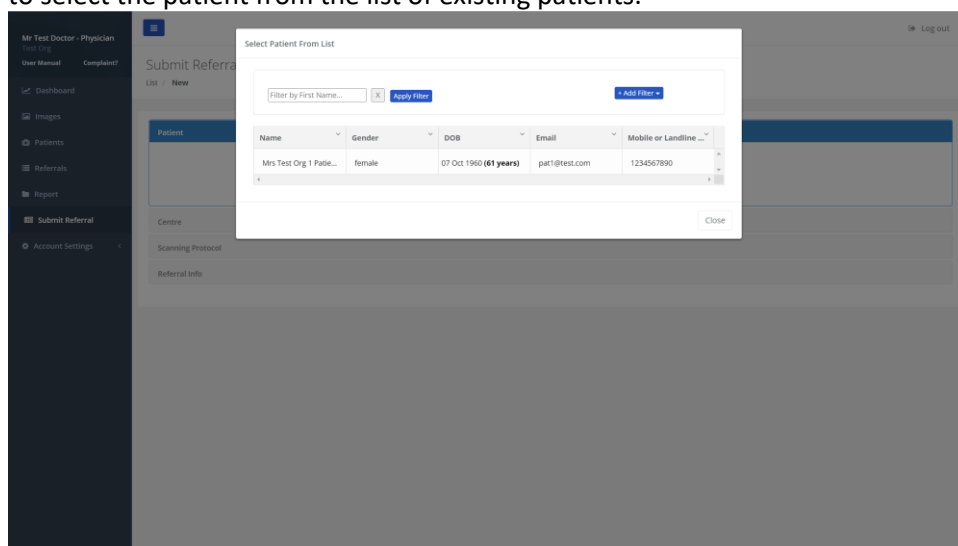 to select the patient from the list of existing patients.
Mr Test Doctor - Physician
Test Org
User Manual Complaint?
Dashboard
Images
Patients
Referrals
Report
Submit Referral
Account Settings
Log out
Submit Referra
List / New
Patient
Centre
Scanning Protocol
Referral Info
Select Patient From List
Filter by First Name... X Apply Filter + Add Filter
Name Gender DOB Email Mobile or Landline ...
Mrs Test Org 1 Patie... female 07 Oct 1960 (61 years) pat1@test.com 1234567890
Close